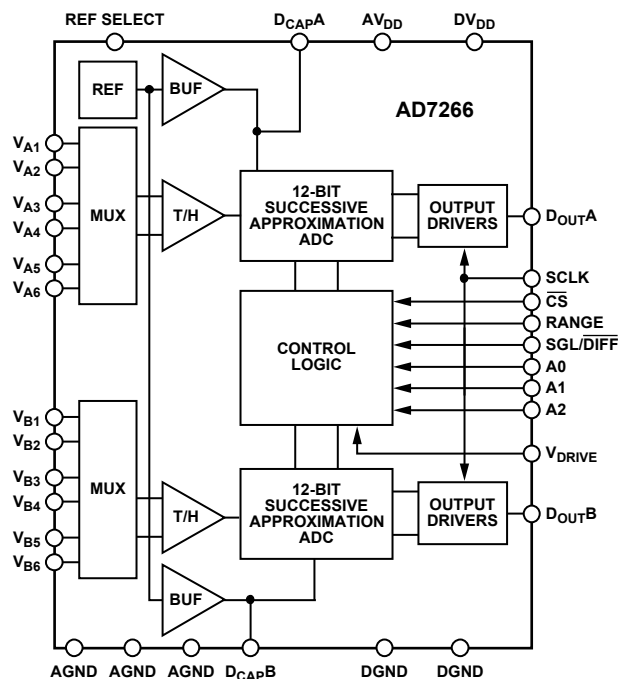 REF SELECT DCAPA AVDD DVDD
REF
BUF
AD7266
VA1
VA2
VA3
VA4
VA5
VA6
MUX
T/H
12-BIT
SUCCESSIVE
APPROXIMATION
ADC
OUTPUT
DRIVERS
DOUTA
SCLK
CS
RANGE
SGL/DIFF
A0
A1
A2
CONTROL
LOGIC
VDRIVE
VB1
VB2
VB3
VB4
VB5
VB6
MUX
T/H
12-BIT
SUCCESSIVE
APPROXIMATION
ADC
OUTPUT
DRIVERS
DOUTB
BUF
AGND AGND AGND DCAPB DGND DGND